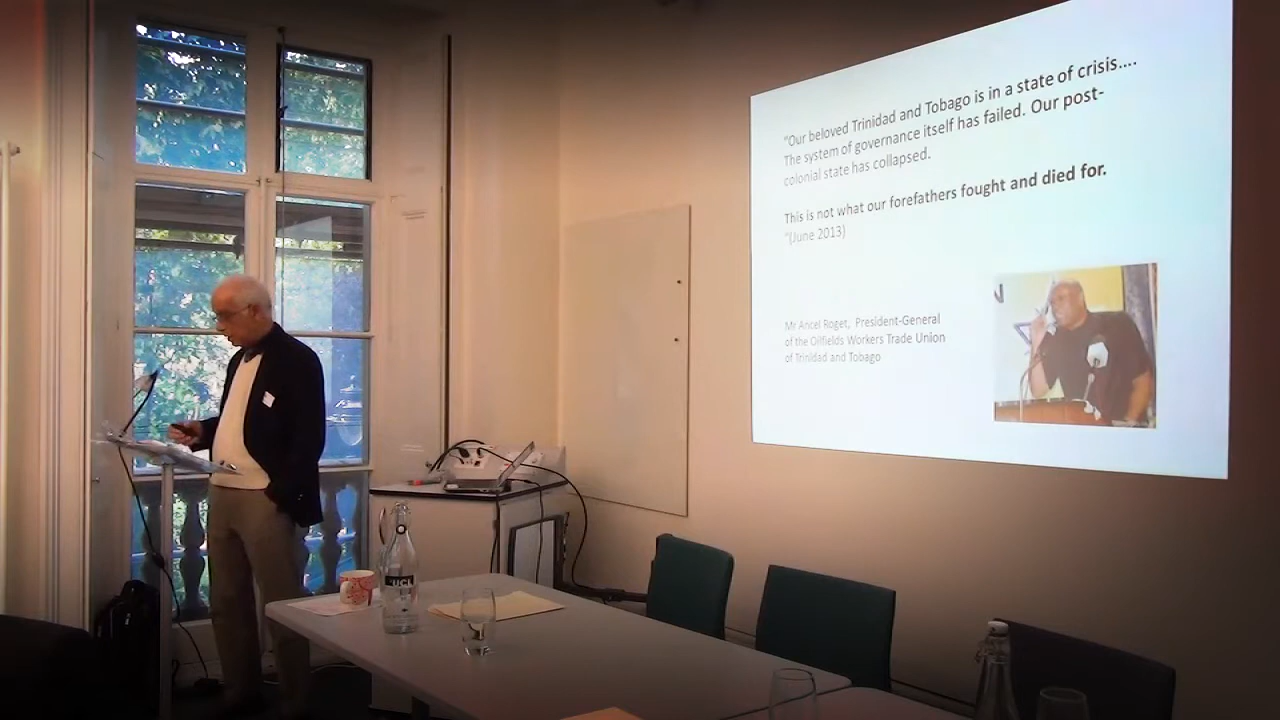 "Our beloved Trinidad and Tobago is in a state of crisis....
The system of governance itself has failed. Our post-
colonial state has collapsed.
This is not what our forefathers fought and died for.
"(June 2013)
Mr Ancel Roget, President-General
of the Oilfields Workers Trade Union
of Trinidad and Tobago
N
UCL